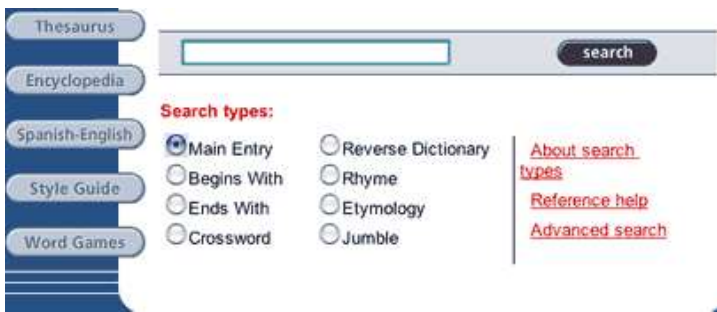 Thesaurus
search
Encyclopedia
Search types:
Spanish-English
Main Entry
Reverse Dictionary
About search
types
Begins With
Rhyme
Style Guide
Ends With
Etymology
Reference help
Word Games
Crossword
Jumble
Advanced search